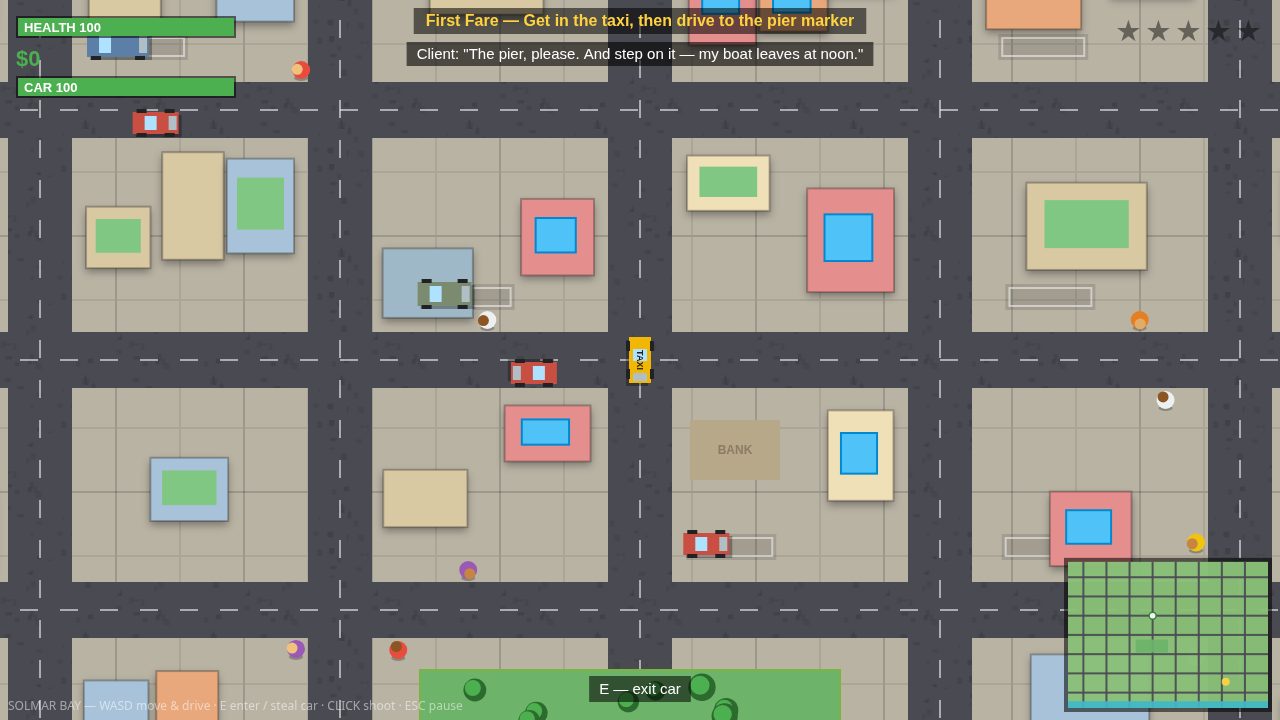 First Fare — Get in the taxi, then drive to the pier marker
HEALTH 100
Client: "The pier, please. And step on it — my boat leaves at noon."
$0
CAR 100
TAXI
BANK
E — exit car
SOLMAR BAY — WASD move & drive · E enter / steal car · CLICK shoot · ESC pause